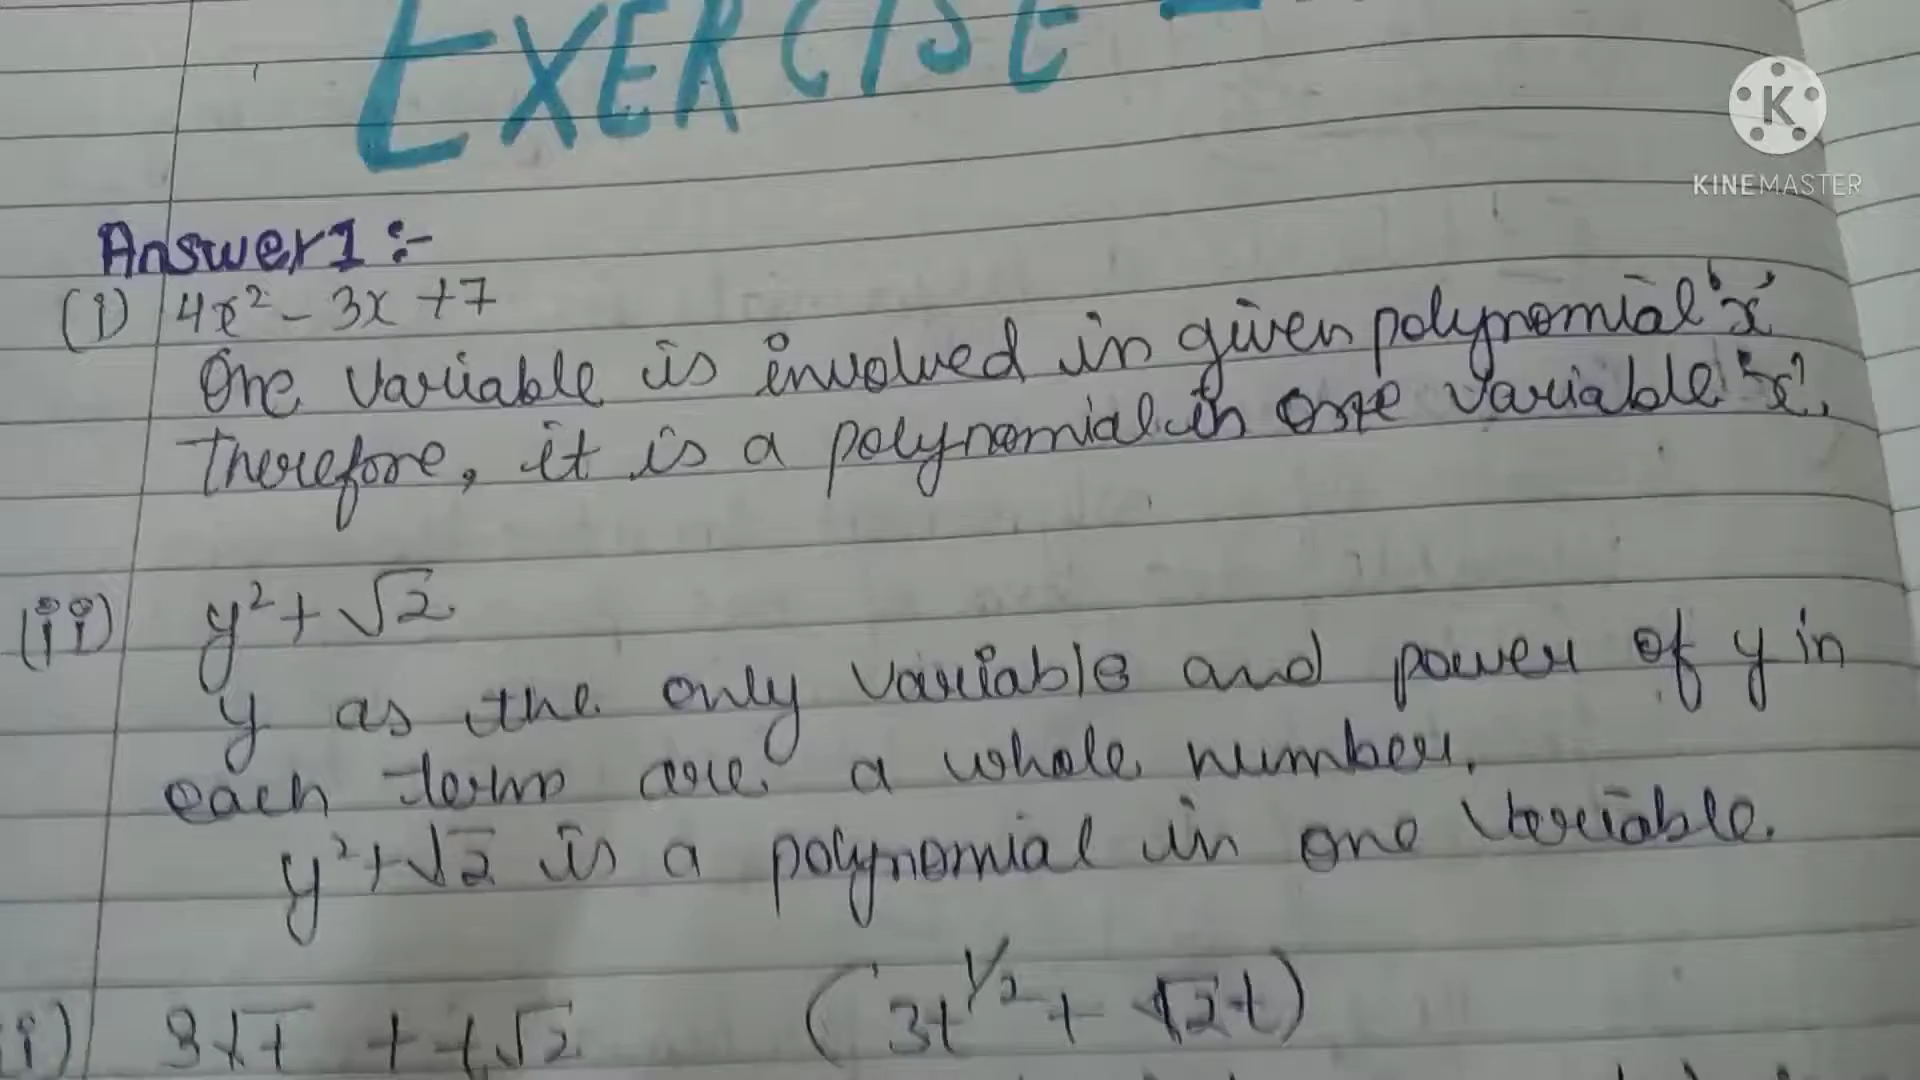 EXERCISE -
K
KINEMASTER
Answer1 :-
(i) 4x² - 3x + 7
One variable is involved in given polynomial 'x'
Therefore, it is a polynomial in one variable 'x'.
(ii) y² + √2
y as the only variable and power of y in
each term are a whole number.
y² + √2 is a polynomial in one variable.
i) 3√t + t√2 (3t^1/2 + √2t)